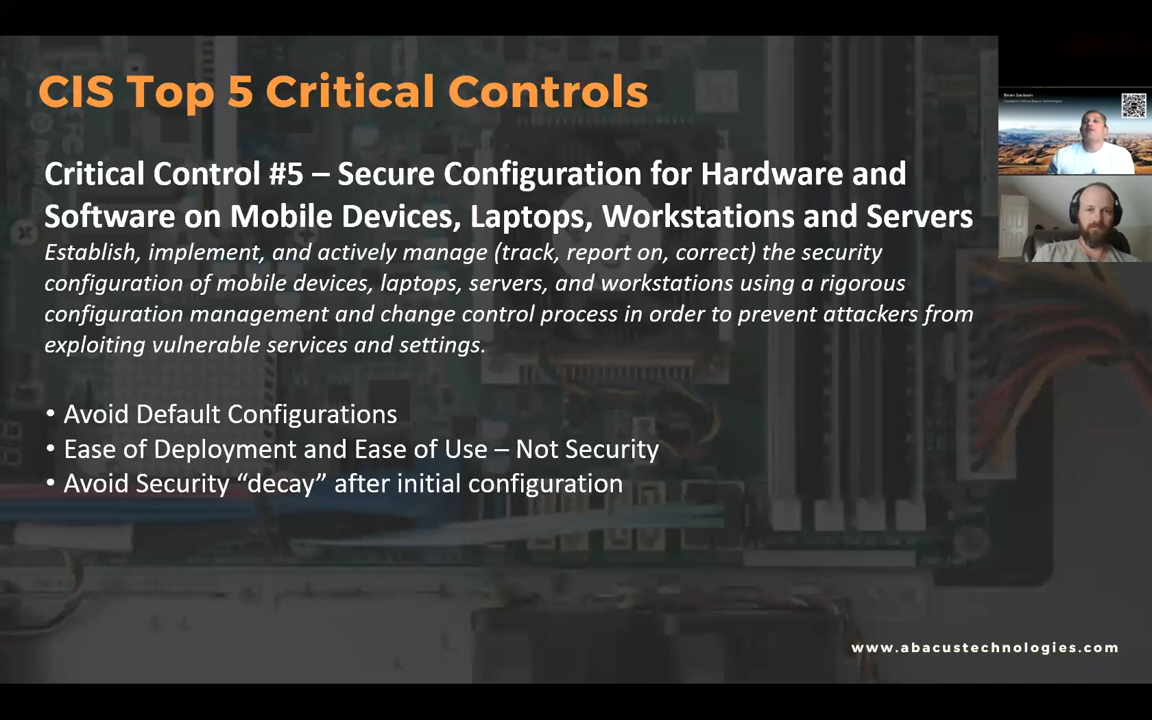 CIS Top 5 Critical Controls
Critical Control #5 – Secure Configuration for Hardware and
Software on Mobile Devices, Laptops, Workstations and Servers
Establish, implement, and actively manage (track, report on, correct) the security
configuration of mobile devices, laptops, servers, and workstations using a rigorous
configuration management and change control process in order to prevent attackers from
exploiting vulnerable services and settings.
• Avoid Default Configurations
• Ease of Deployment and Ease of Use – Not Security
• Avoid Security “decay” after initial configuration
www.abacustechnologies.com